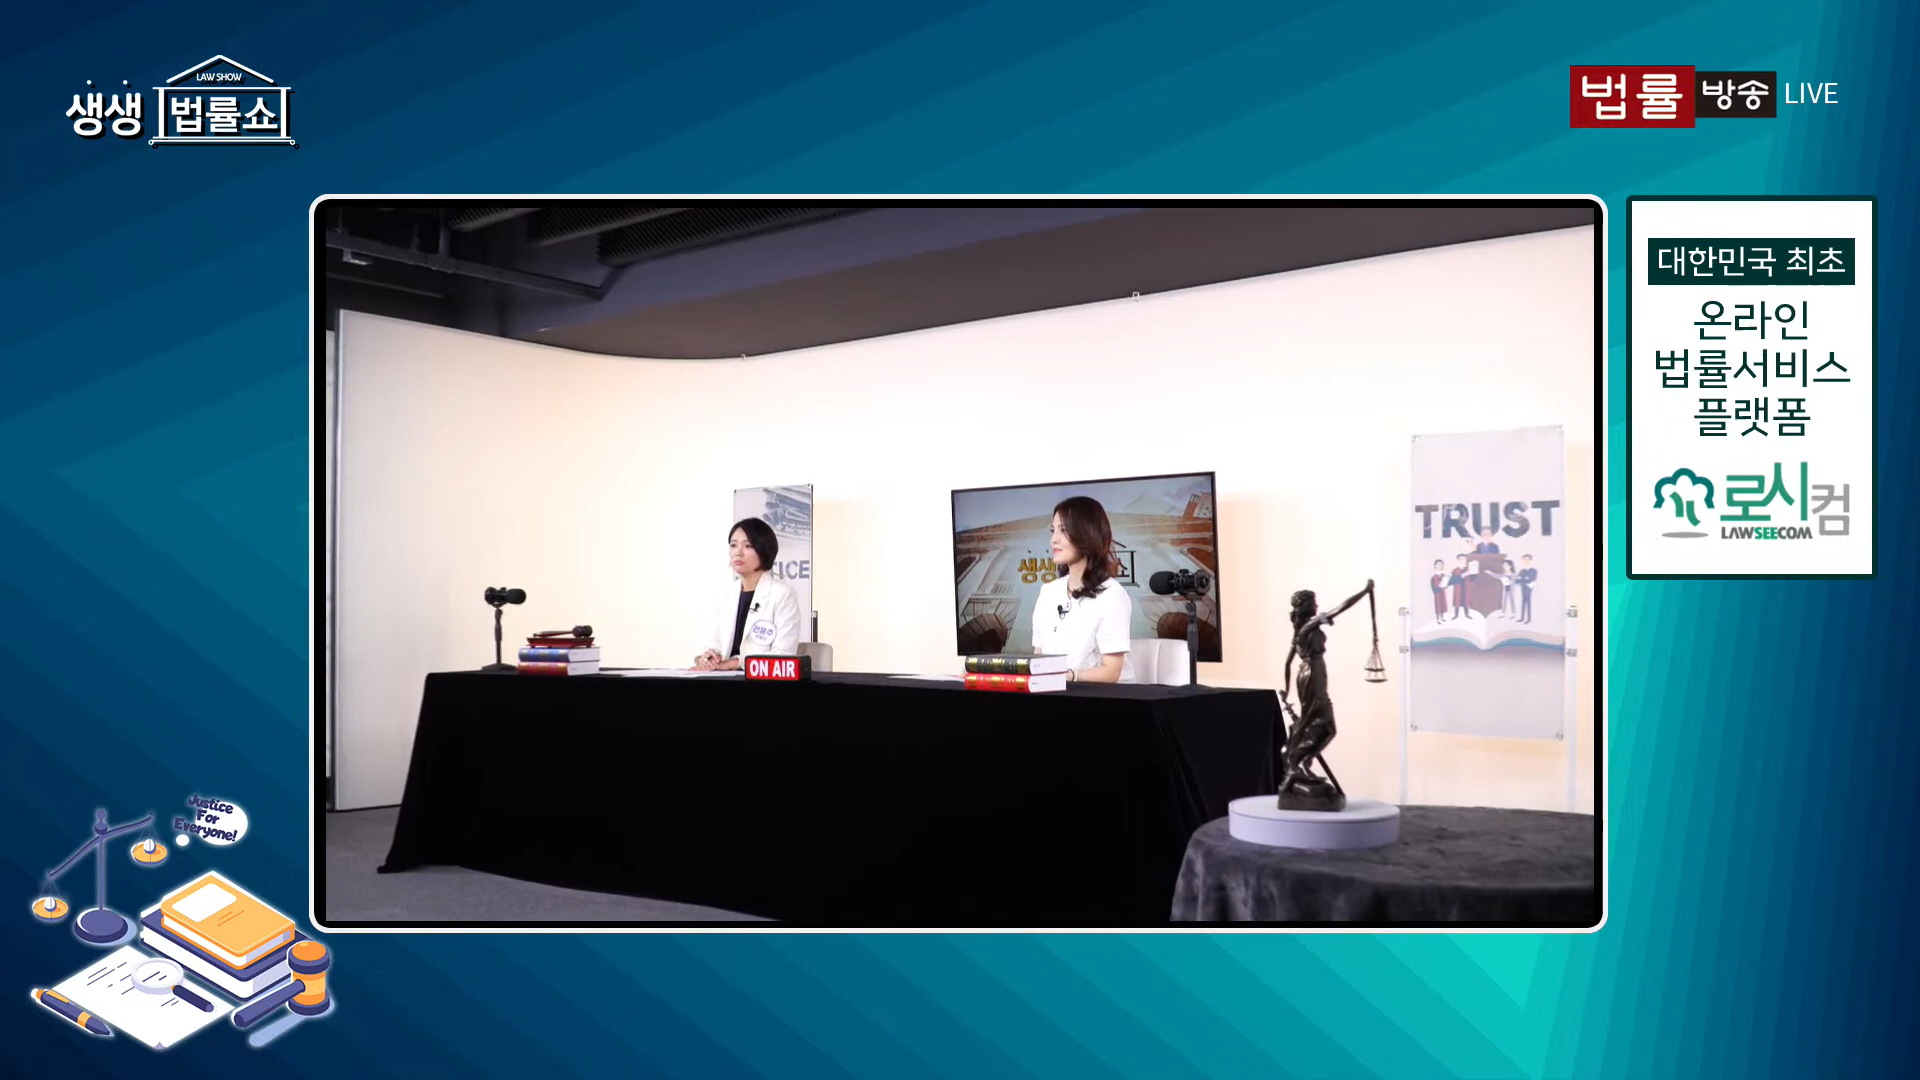 LAW SHOW
생생 법률쇼
법률방송 LIVE
대한민국 최초
온라인
법률서비스
플랫폼
로시컴
LAWSEECOM
TRUST
생생
ON AIR
Justice
For
Everyone!